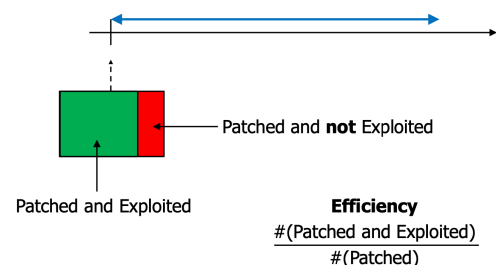 Patched and not Exploited
Patched and Exploited
Efficiency
#(Patched and Exploited)
#(Patched)